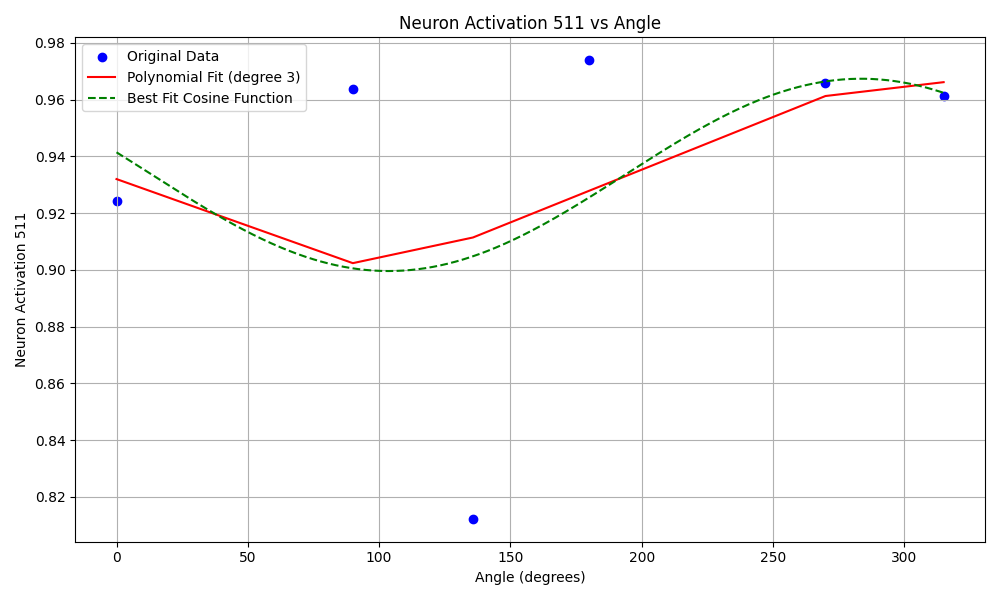 Neuron Activation 511 vs Angle
Original Data
Polynomial Fit (degree 3)
Best Fit Cosine Function
Neuron Activation 511
0.98
0.96
0.94
0.92
0.90
0.88
0.86
0.84
0.82
0
50
100
150
200
250
300
Angle (degrees)